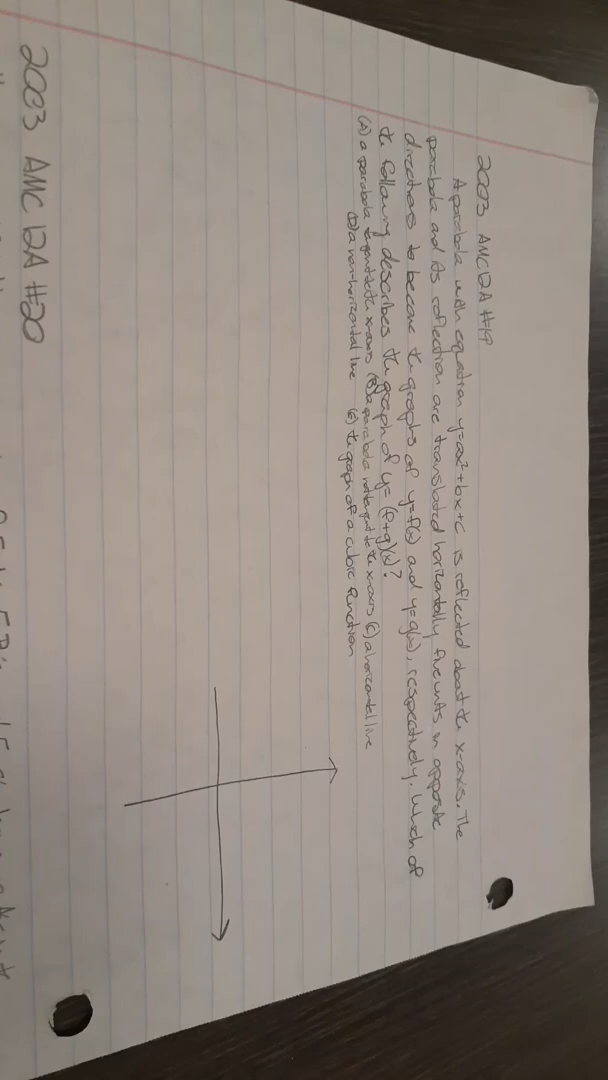 2003 AMC 12A #19
A parabola with equation y=ax²+bx+c is reflected about the x-axis. The
parabola and its reflection are translated horizontally five units in opposite
directions to become the graphs of y=f(x) and y=g(x), respectively. Which of
the following describes the graph of y=(f+g)(x)?
(A) a parabola tangent to the x-axis (B) a parabola not tangent to the x-axis (C) a horizontal line
(D) a non-horizontal line (E) the graph of a cubic function
2003 AMC 12A #20